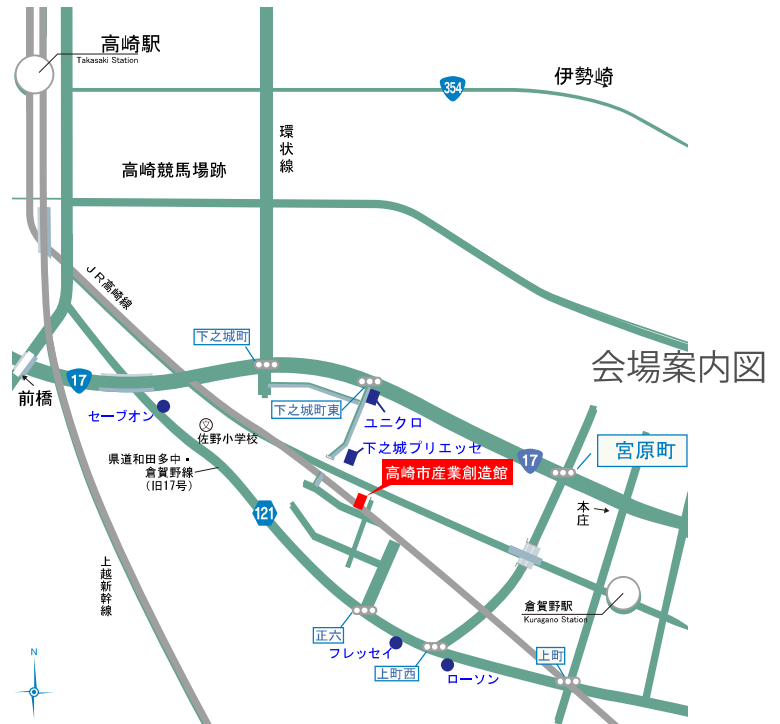 高崎駅
Takasaki Station
354
伊勢崎
環状線
高崎競馬場跡
JR高崎線
下之城町
会場案内図
17
前橋
セーブオン
下之城町東
ユニクロ
文
佐野小学校
下之城プリエッセ
宮原町
県道和田多中・
倉賀野線
(旧17号)
17
高崎市産業創造館
121
本庄
上越新幹線
倉賀野駅
Kuragano Station
正六
フレッセイ
上町西
上町
ローソン
N